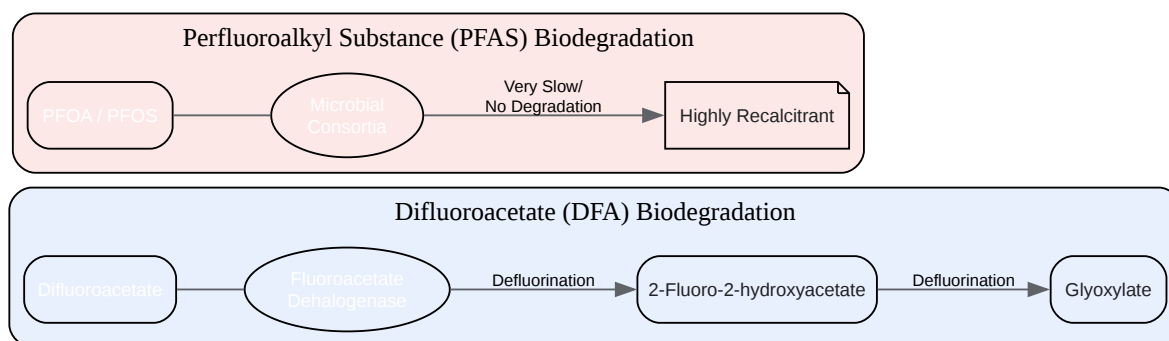 Perfluoroalkyl Substance (PFAS) Biodegradation
PFOA / PFOS
Microbial
Consortia
Very Slow/
No Degradation
Highly Recalcitrant
Difluoroacetate (DFA) Biodegradation
Difluoroacetate
Fluoroacetate
Dehalogenase
Defluorination
2-Fluoro-2-hydroxyacetate
Defluorination
Glyoxylate